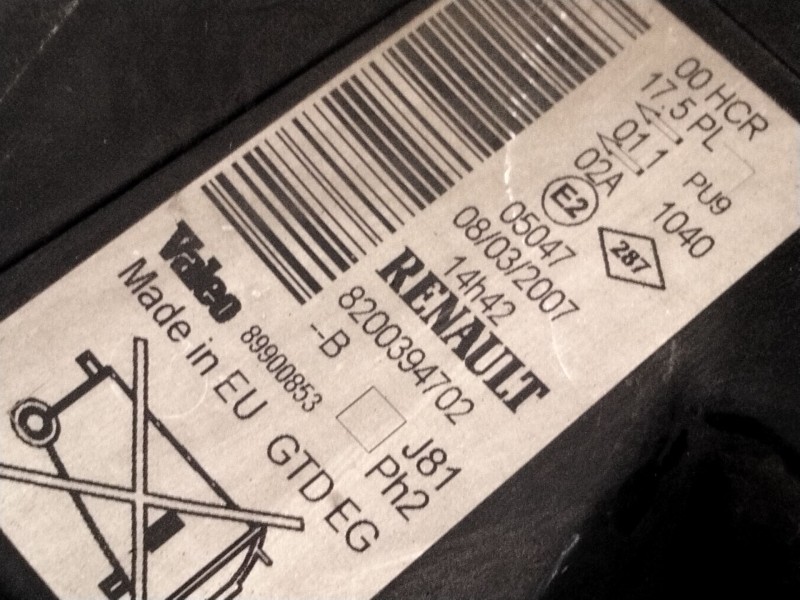 00 HCR
17.5 PL
01.1 PU9
02A 1040
E2
287
05047
08/03/2007
14h42
RENAULT
8200394702
--B
J81
Ph2
Valeo
89900853
Made in EU GTD EG